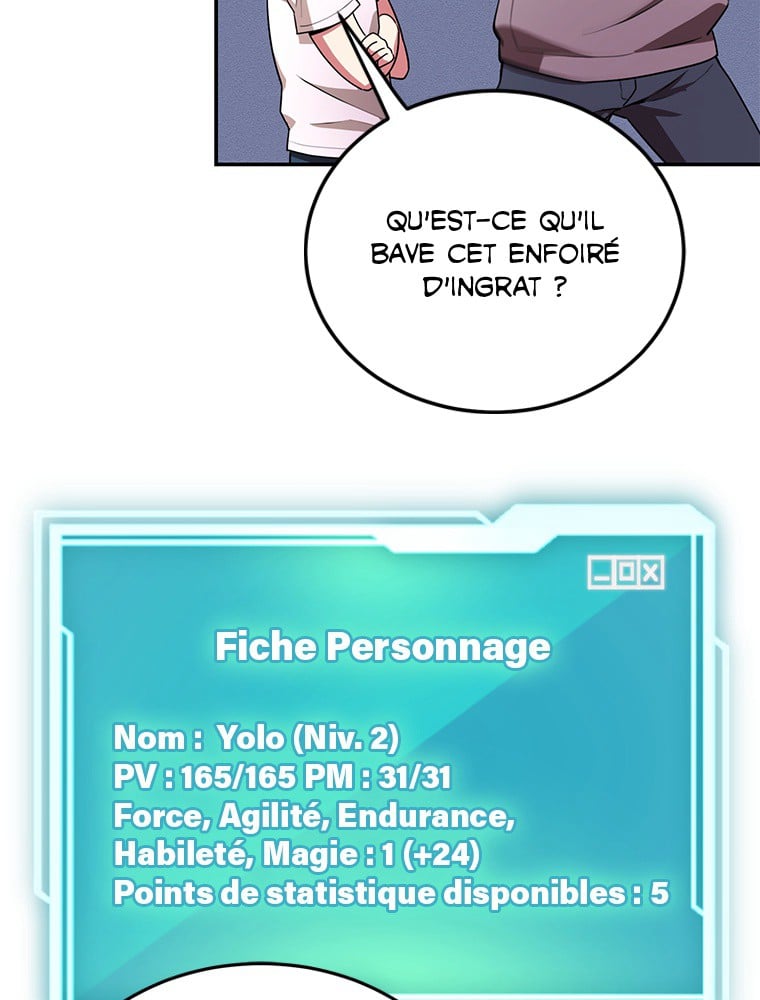 QU'EST-CE QU'IL
BAVE CET ENFOIRÉ
D'INGRAT ?
Fiche Personnage
Nom : Yolo (Niv. 2)
PV : 165/165 PM : 31/31
Force, Agilité, Endurance,
Habileté, Magie : 1 (+24)
Points de statistique disponibles : 5